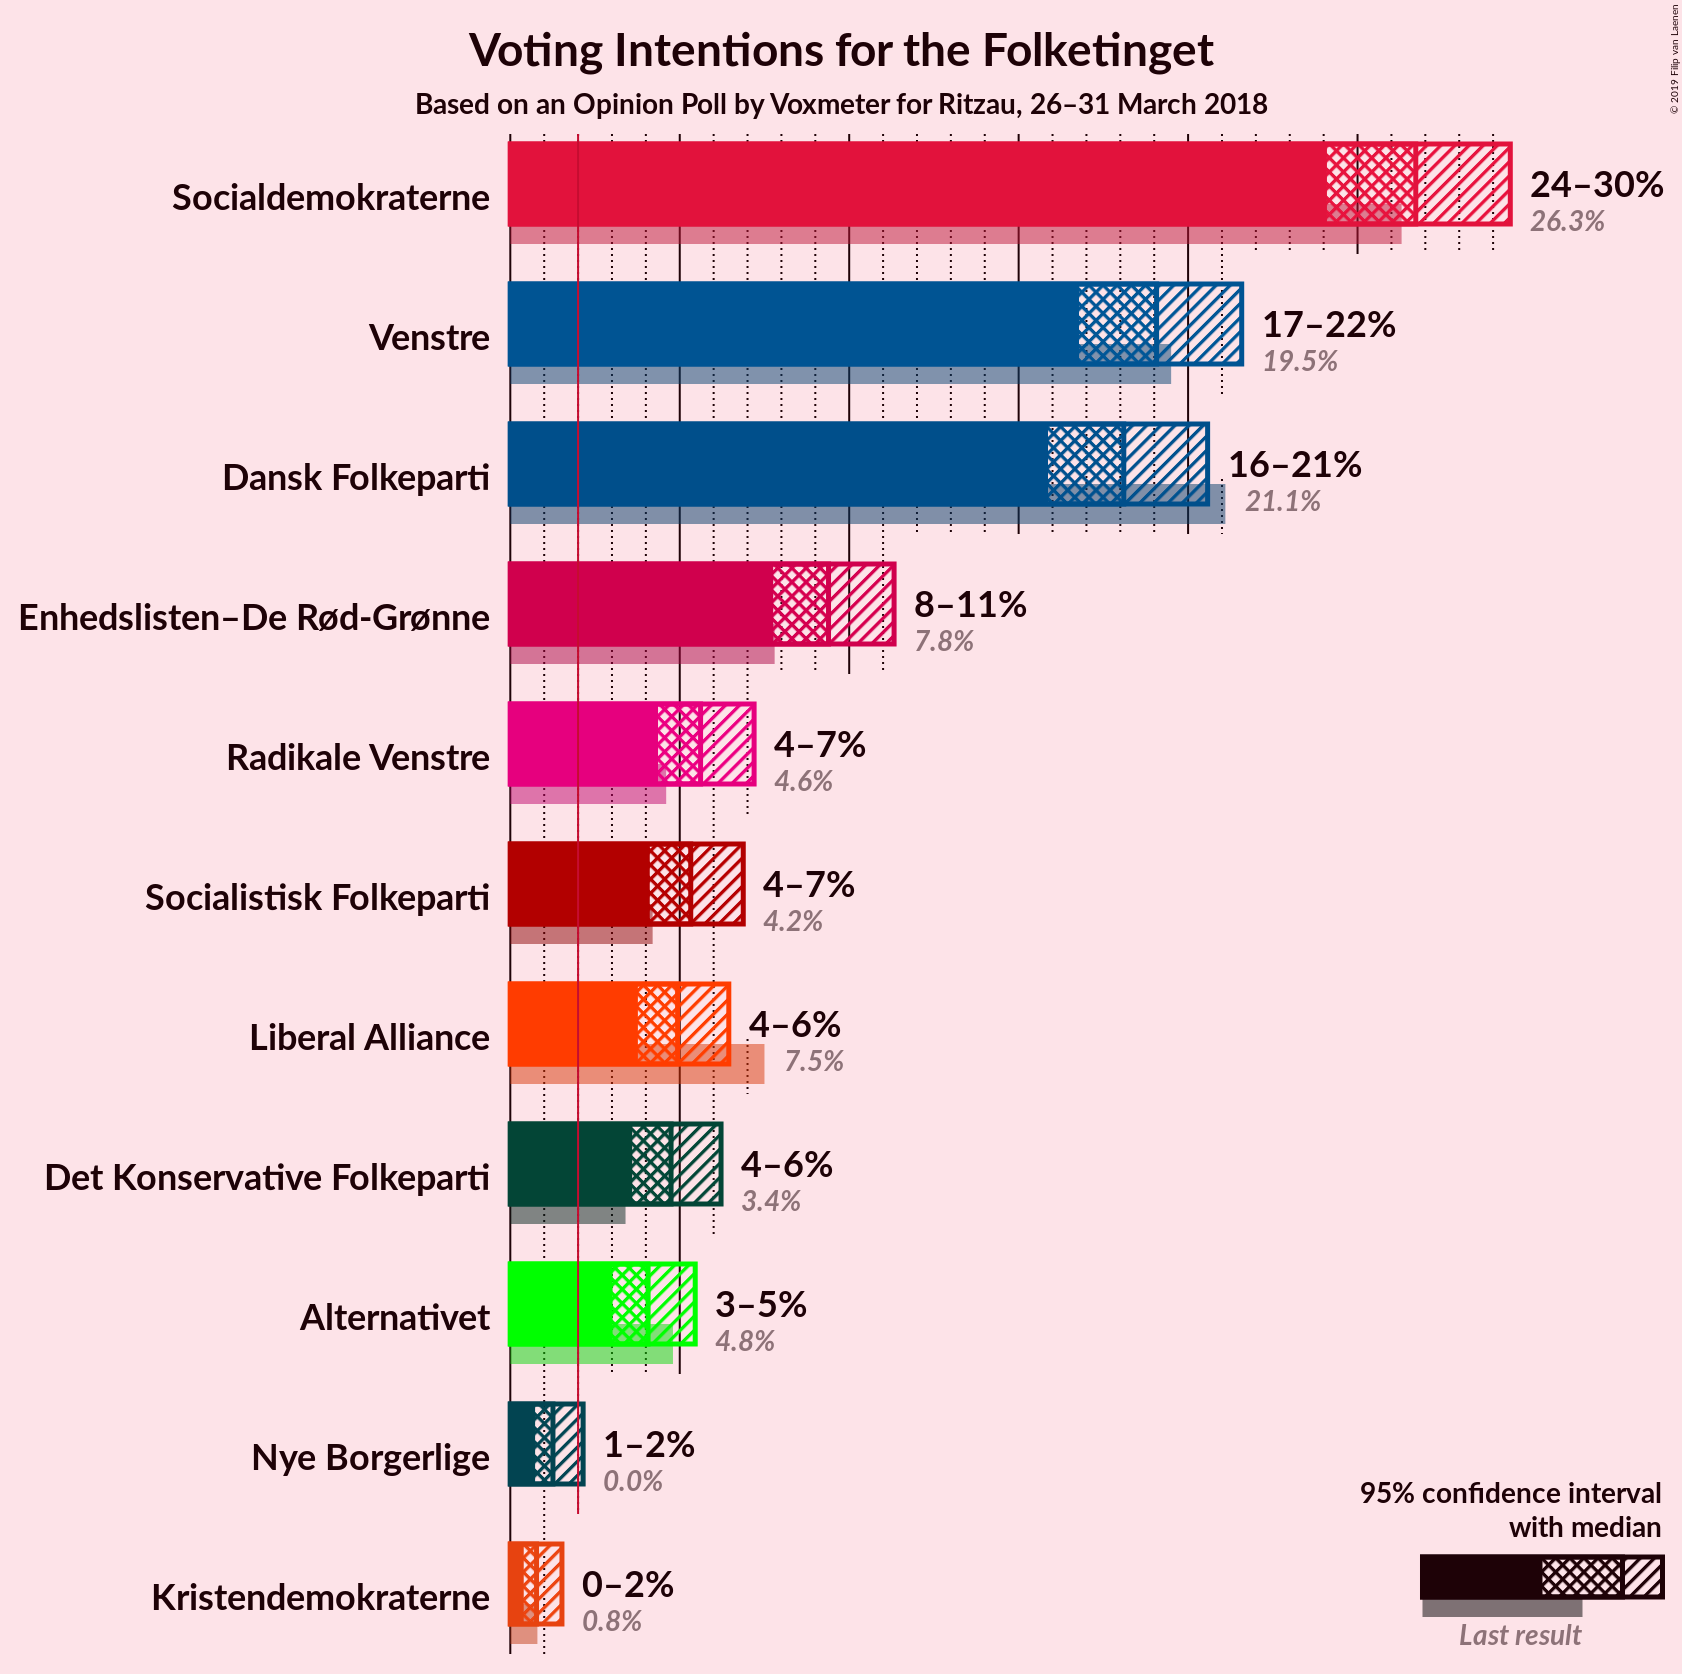 Voting Intentions for the Folketinget
Based on an Opinion Poll by Voxmeter for Ritzau, 26–31 March 2018
© 2019 Filip van Laenen
Socialdemokraterne
24–30%
26.3%
Venstre
17–22%
19.5%
Dansk Folkeparti
16–21%
21.1%
Enhedslisten–De Rød-Grønne
8–11%
7.8%
Radikale Venstre
4–7%
4.6%
Socialistisk Folkeparti
4–7%
4.2%
Liberal Alliance
4–6%
7.5%
Det Konservative Folkeparti
4–6%
3.4%
Alternativet
3–5%
4.8%
Nye Borgerlige
1–2%
0.0%
Kristendemokraterne
0–2%
0.8%
95% confidence interval
with median
Last result